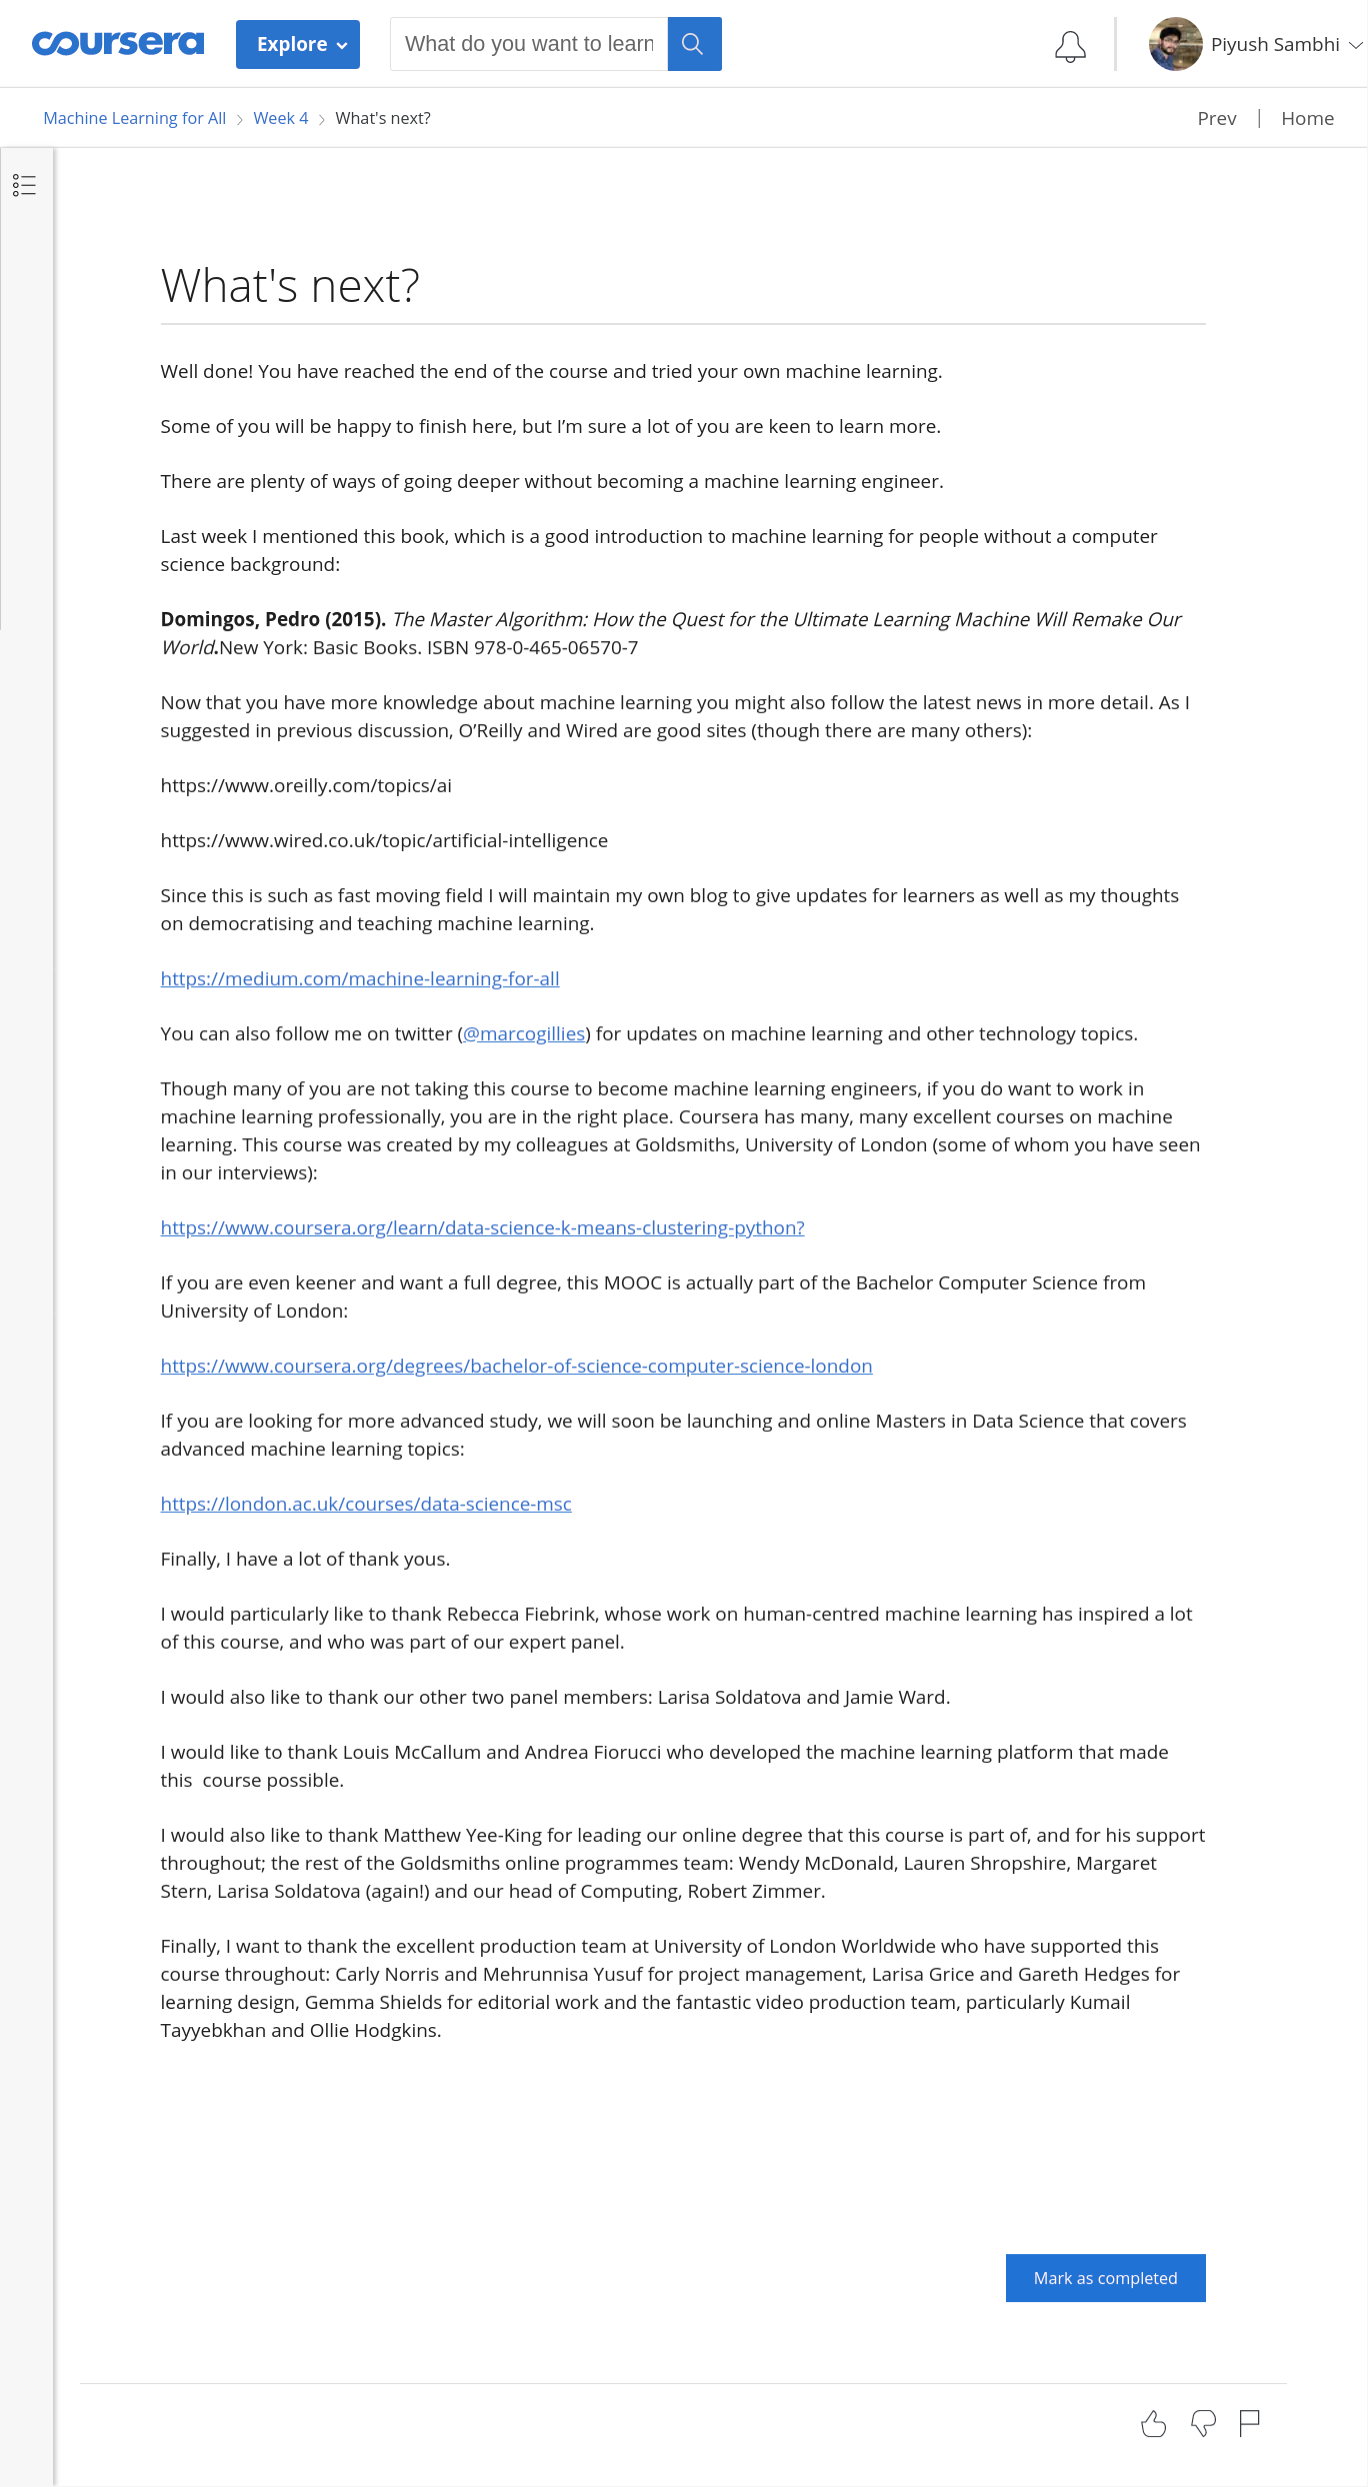 coursera
Explore
What do you want to learn
Piyush Sambhi
Machine Learning for All
Week 4
What's next?
Prev
Home
What's next?
Well done! You have reached the end of the course and tried your own machine learning.
Some of you will be happy to finish here, but I’m sure a lot of you are keen to learn more.
There are plenty of ways of going deeper without becoming a machine learning engineer.
Last week I mentioned this book, which is a good introduction to machine learning for people without a computer
science background:
Domingos, Pedro (2015). The Master Algorithm: How the Quest for the Ultimate Learning Machine Will Remake Our
World.New York: Basic Books. ISBN 978-0-465-06570-7
Now that you have more knowledge about machine learning you might also follow the latest news in more detail. As I
suggested in previous discussion, O’Reilly and Wired are good sites (though there are many others):
https://www.oreilly.com/topics/ai
https://www.wired.co.uk/topic/artificial-intelligence
Since this is such as fast moving field I will maintain my own blog to give updates for learners as well as my thoughts
on democratising and teaching machine learning.
https://medium.com/machine-learning-for-all
You can also follow me on twitter (@marcogillies) for updates on machine learning and other technology topics.
Though many of you are not taking this course to become machine learning engineers, if you do want to work in
machine learning professionally, you are in the right place. Coursera has many, many excellent courses on machine
learning. This course was created by my colleagues at Goldsmiths, University of London (some of whom you have seen
in our interviews):
https://www.coursera.org/learn/data-science-k-means-clustering-python?
If you are even keener and want a full degree, this MOOC is actually part of the Bachelor Computer Science from
University of London:
https://www.coursera.org/degrees/bachelor-of-science-computer-science-london
If you are looking for more advanced study, we will soon be launching and online Masters in Data Science that covers
advanced machine learning topics:
https://london.ac.uk/courses/data-science-msc
Finally, I have a lot of thank yous.
I would particularly like to thank Rebecca Fiebrink, whose work on human-centred machine learning has inspired a lot
of this course, and who was part of our expert panel.
I would also like to thank our other two panel members: Larisa Soldatova and Jamie Ward.
I would like to thank Louis McCallum and Andrea Fiorucci who developed the machine learning platform that made
this  course possible.
I would also like to thank Matthew Yee-King for leading our online degree that this course is part of, and for his support
throughout; the rest of the Goldsmiths online programmes team: Wendy McDonald, Lauren Shropshire, Margaret
Stern, Larisa Soldatova (again!) and our head of Computing, Robert Zimmer.
Finally, I want to thank the excellent production team at University of London Worldwide who have supported this
course throughout: Carly Norris and Mehrunnisa Yusuf for project management, Larisa Grice and Gareth Hedges for
learning design, Gemma Shields for editorial work and the fantastic video production team, particularly Kumail
Tayyebkhan and Ollie Hodgkins.
Mark as completed